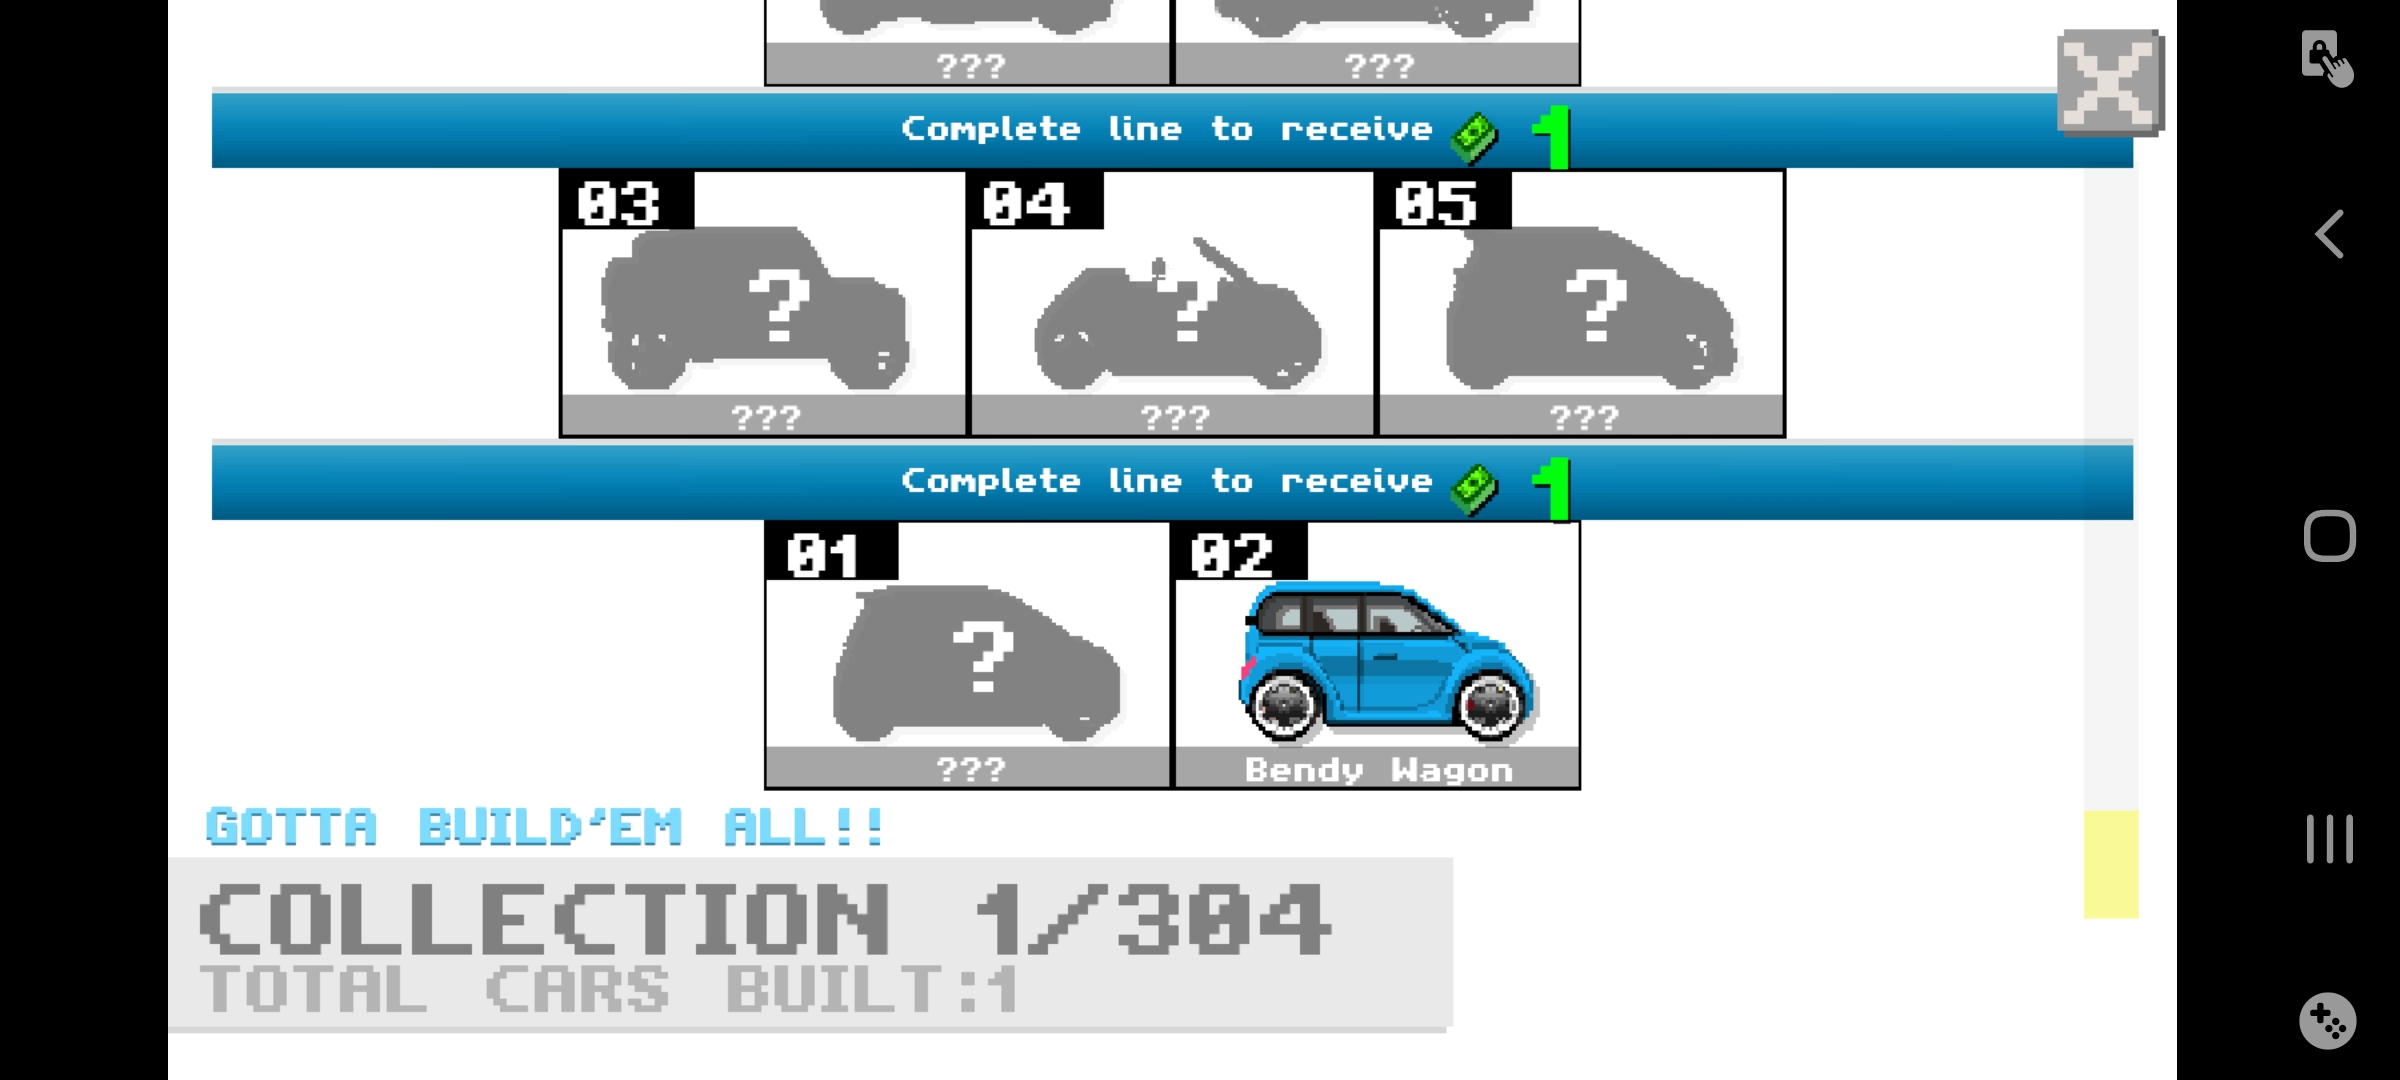 ???
???
Complete line to receive 1
03
04
05
?
?
?
???
???
???
Complete line to receive 1
01
02
?
???
Bendy Wagon
GOTTA BUILD'EM ALL!!
COLLECTION 1/304
TOTAL CARS BUILT:1